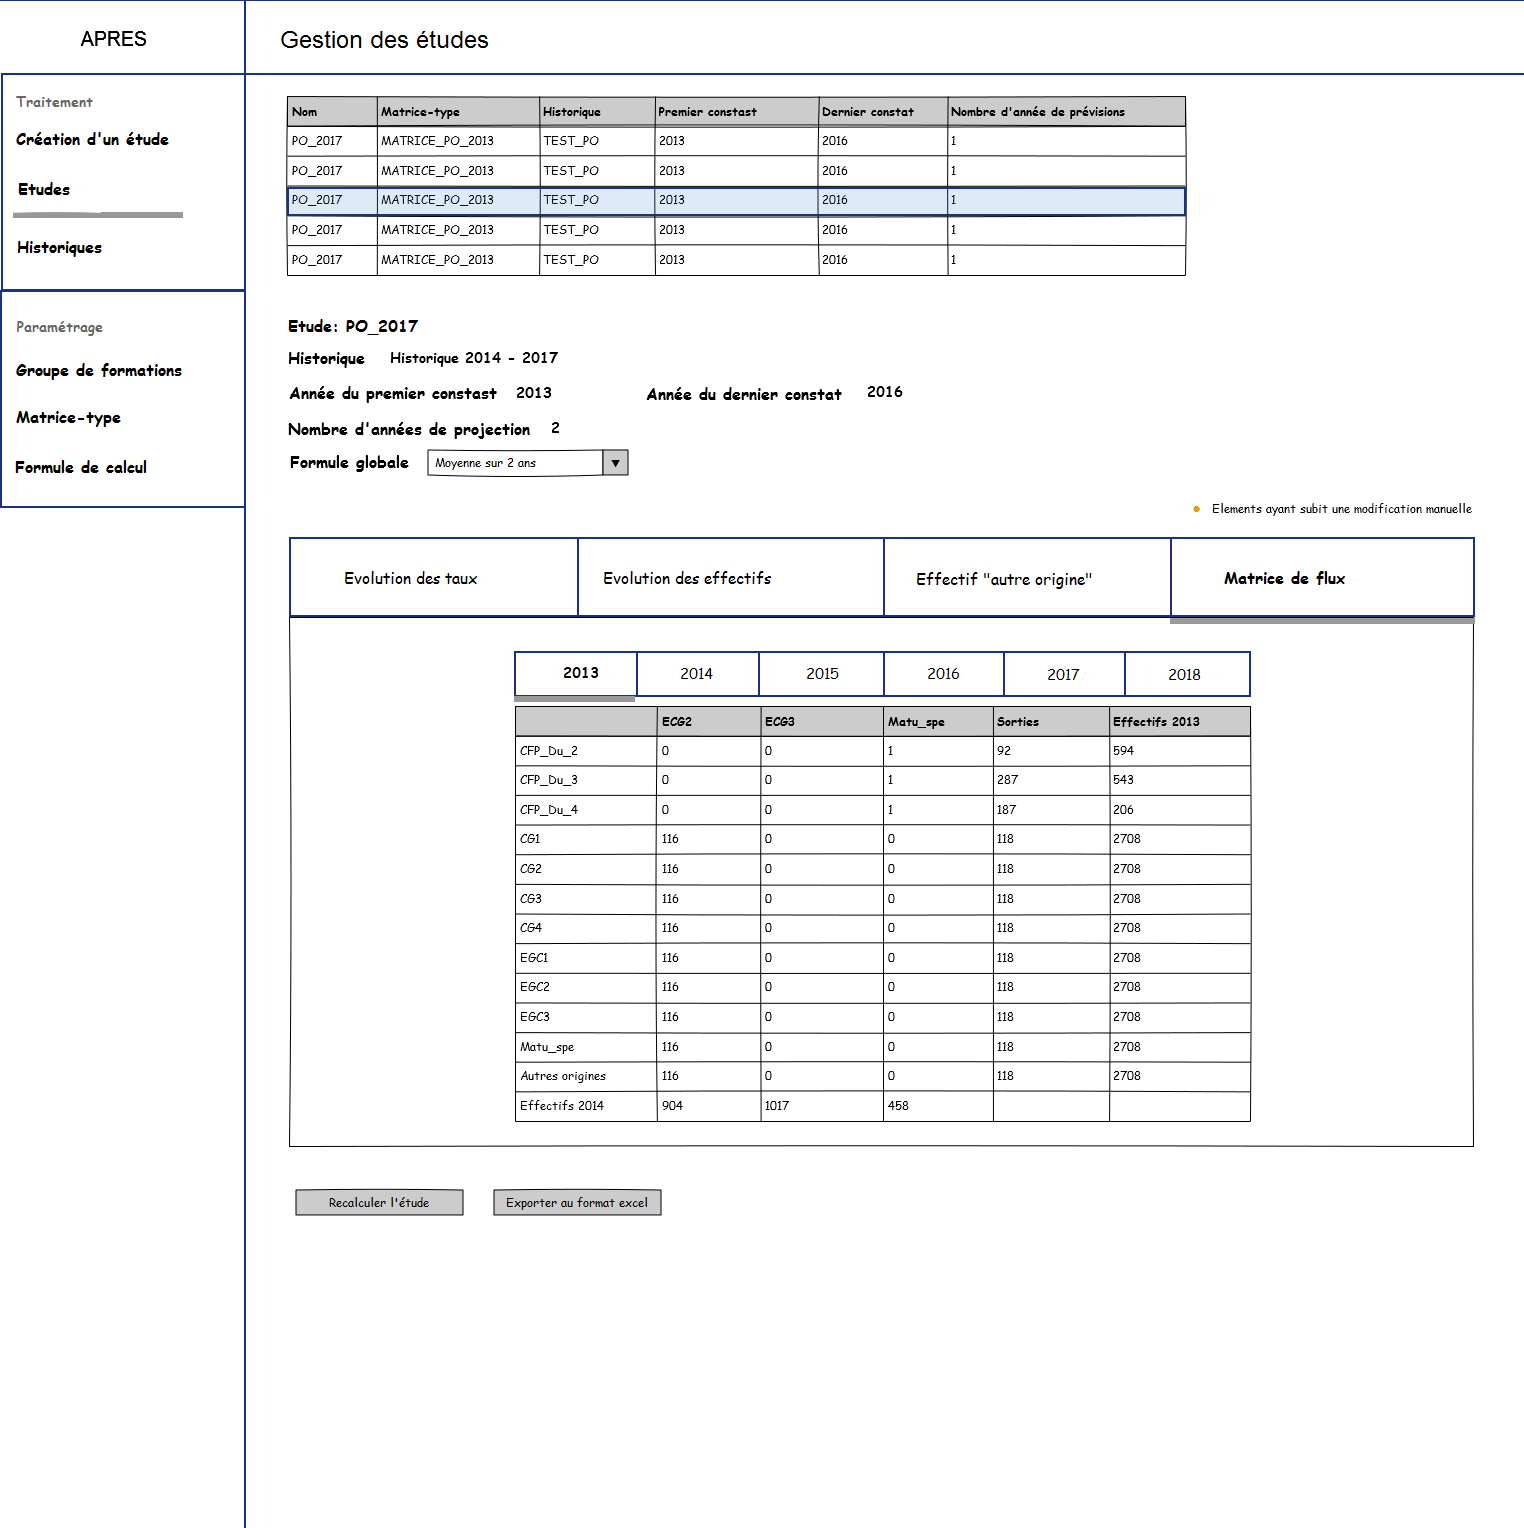 APRES
Gestion des études
Traitement
Création d'un étude
Etudes
Historiques
Paramétrage
Groupe de formations
Matrice-type
Formule de calcul
Nom Matrice-type Historique Premier constast Dernier constat Nombre d'année de prévisions
PO_2017 MATRICE_PO_2013 TEST_PO 2013 2016 1
PO_2017 MATRICE_PO_2013 TEST_PO 2013 2016 1
PO_2017 MATRICE_PO_2013 TEST_PO 2013 2016 1
PO_2017 MATRICE_PO_2013 TEST_PO 2013 2016 1
PO_2017 MATRICE_PO_2013 TEST_PO 2013 2016 1
Etude: PO_2017
Historique Historique 2014 - 2017
Année du premier constast 2013 Année du dernier constat 2016
Nombre d'années de projection 2
Formule globale Moyenne sur 2 ans
Elements ayant subit une modification manuelle
Evolution des taux Evolution des effectifs Effectif "autre origine" Matrice de flux
2013 2014 2015 2016 2017 2018
ECG2 ECG3 Matu_spe Sorties Effectifs 2013
CFP_Du_2 0 0 1 92 594
CFP_Du_3 0 0 1 287 543
CFP_Du_4 0 0 1 187 206
CG1 116 0 0 118 2708
CG2 116 0 0 118 2708
CG3 116 0 0 118 2708
CG4 116 0 0 118 2708
EGC1 116 0 0 118 2708
EGC2 116 0 0 118 2708
EGC3 116 0 0 118 2708
Matu_spe 116 0 0 118 2708
Autres origines 116 0 0 118 2708
Effectifs 2014 904 1017 458
Recalculer l'étude Exporter au format excel